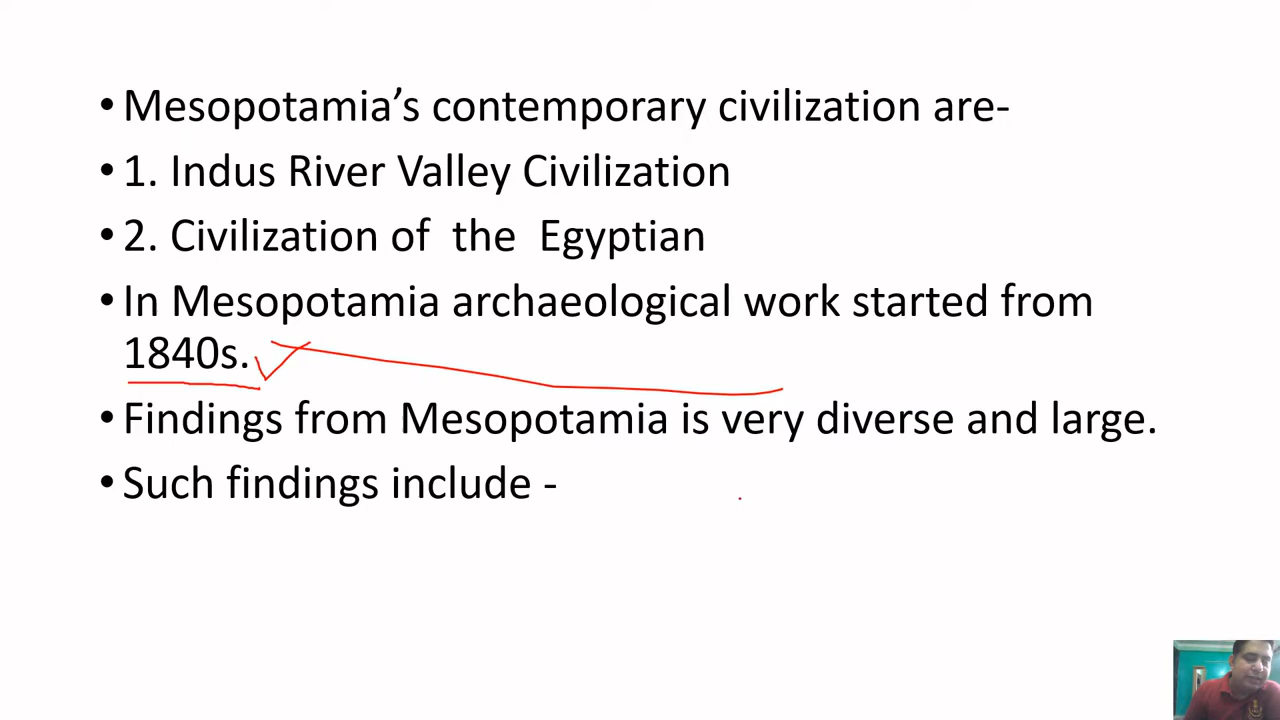 • Mesopotamia’s contemporary civilization are-
• 1. Indus River Valley Civilization
• 2. Civilization of the Egyptian
• In Mesopotamia archaeological work started from
1840s.
• Findings from Mesopotamia is very diverse and large.
• Such findings include -